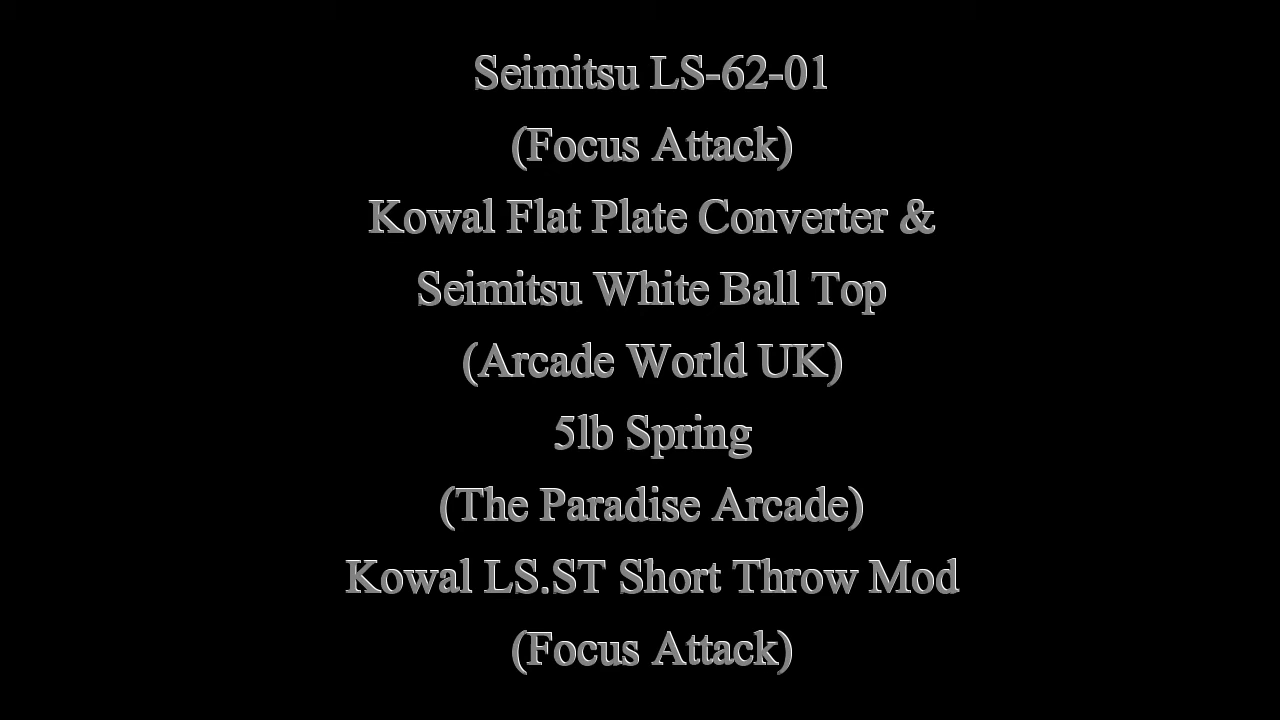 Seimitsu LS-62-01
(Focus Attack)
Kowal Flat Plate Converter &
Seimitsu White Ball Top
(Arcade World UK)
5lb Spring
(The Paradise Arcade)
Kowal LS.ST Short Throw Mod
(Focus Attack)